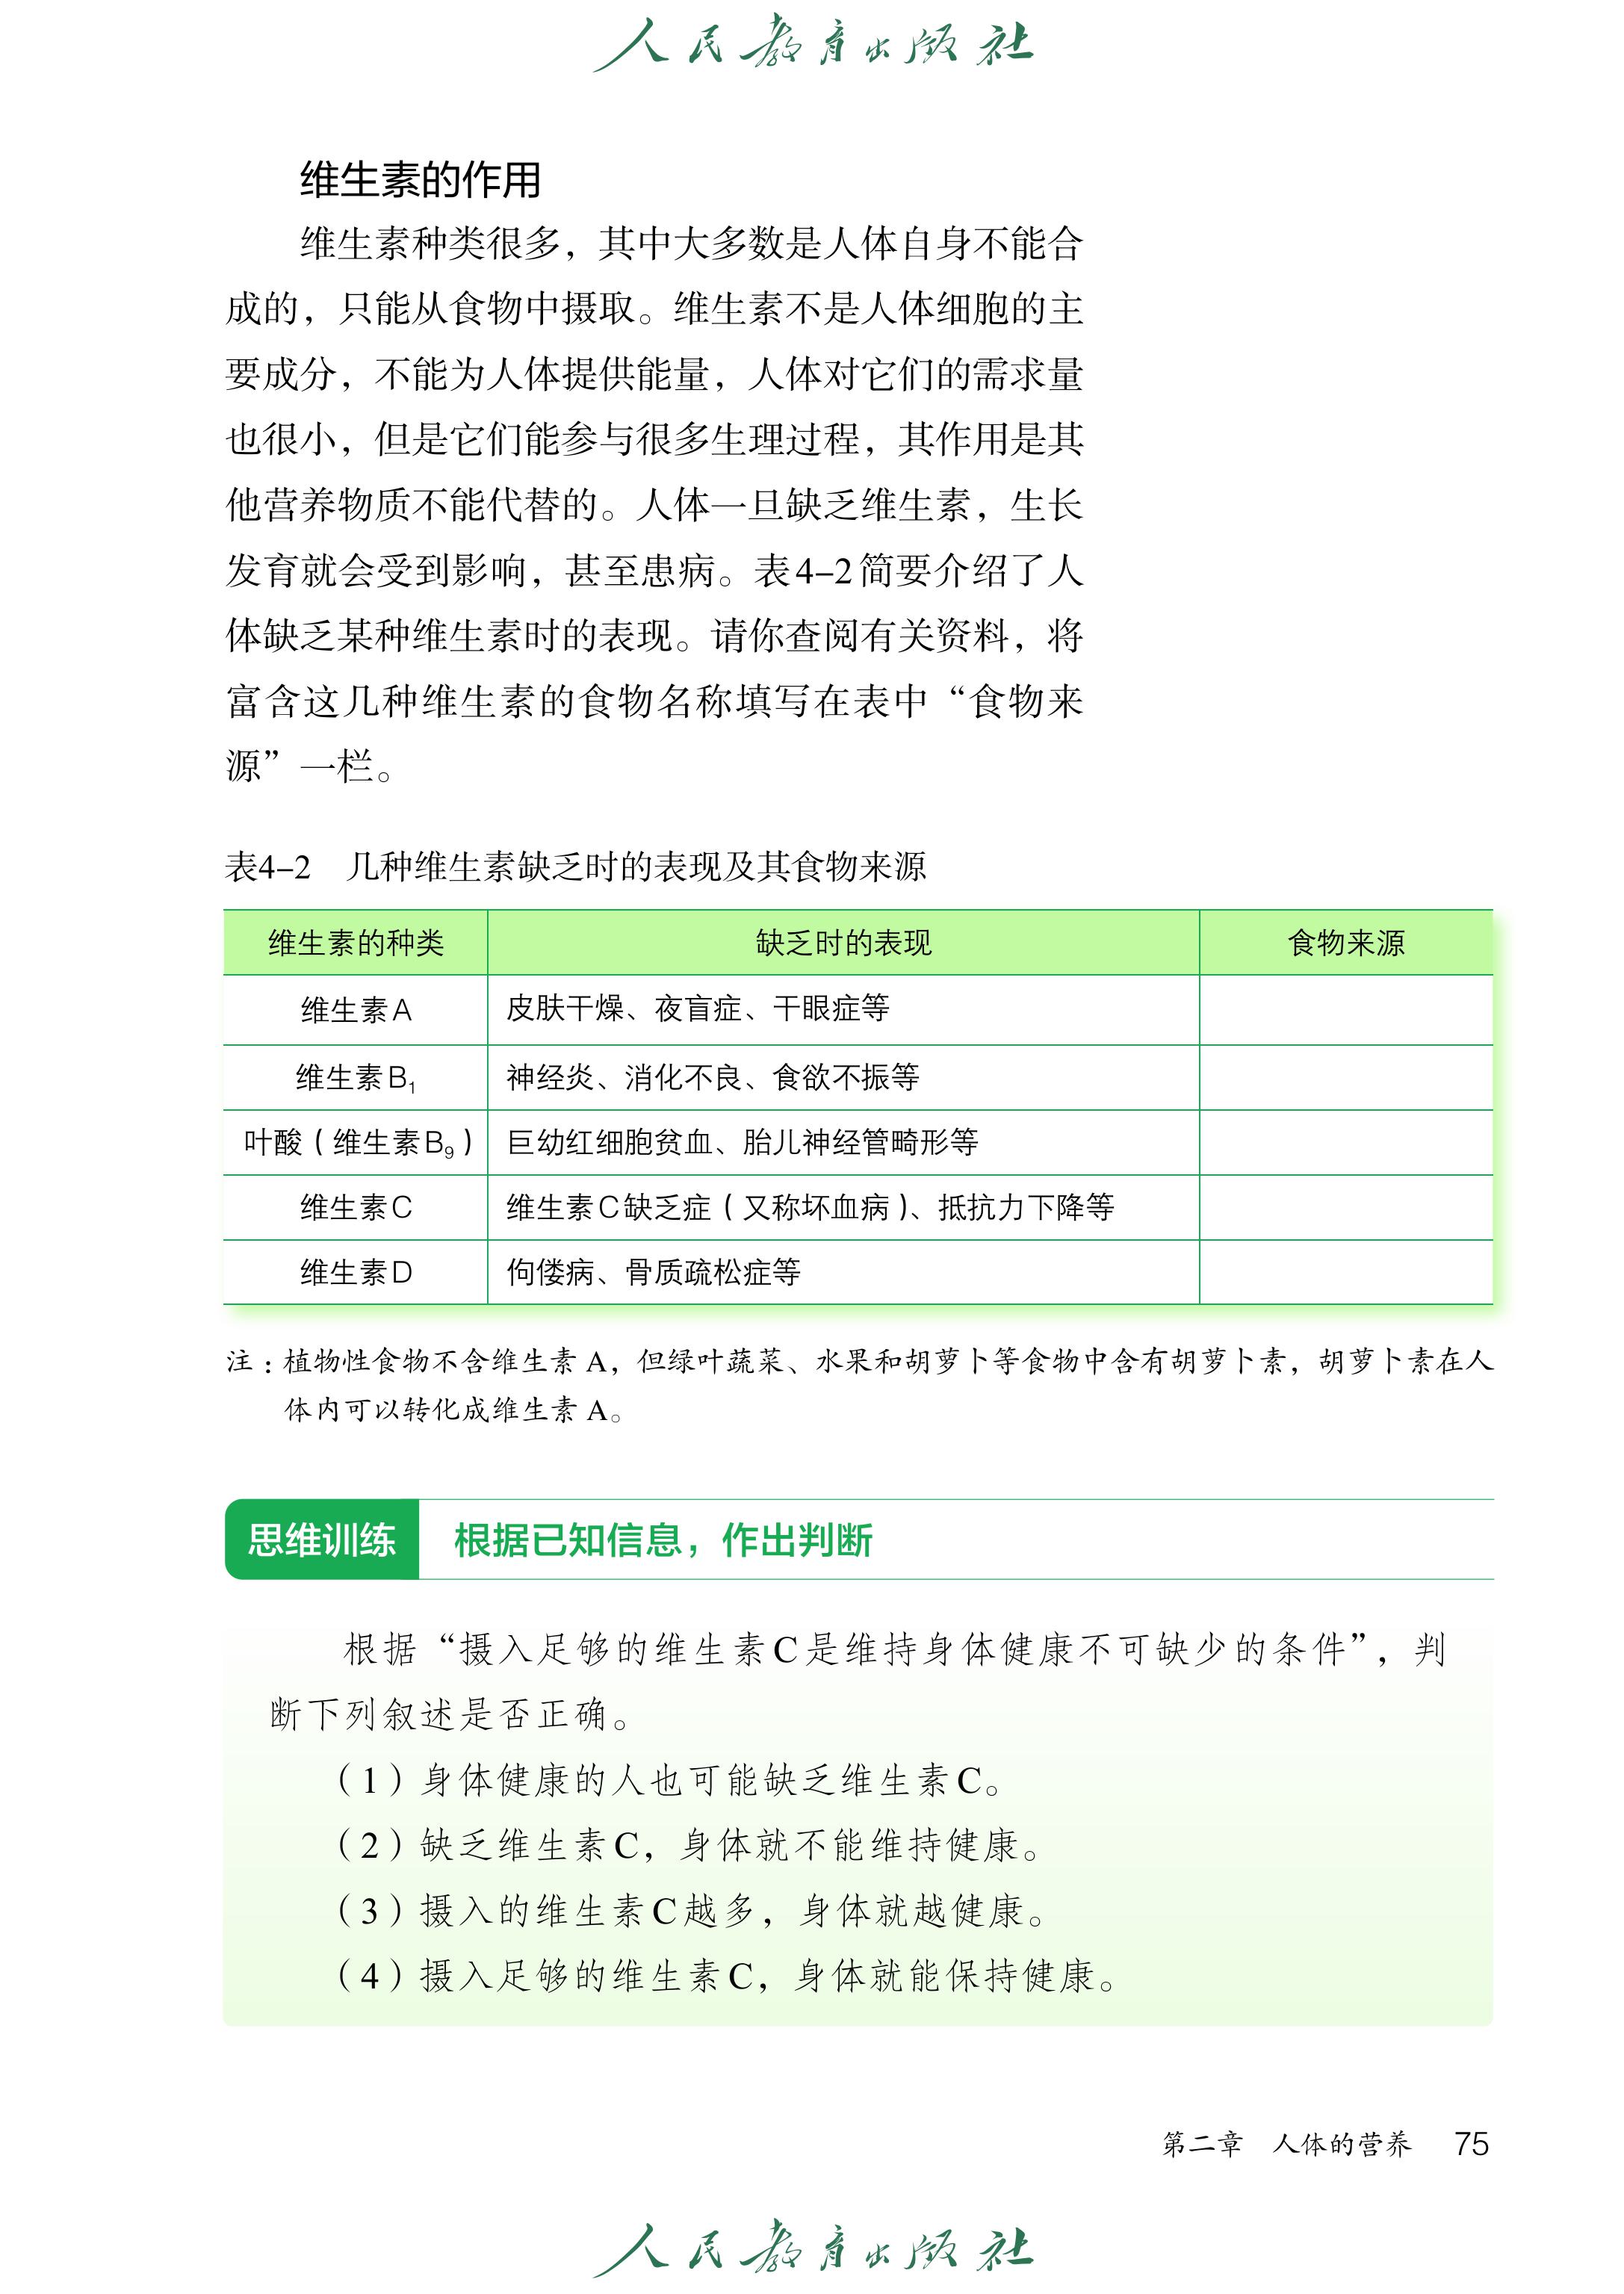 人民教育出版社
维生素的作用
维生素种类很多，其中大多数是人体自身不能合
成的，只能从食物中摄取。维生素不是人体细胞的主
要成分，不能为人体提供能量，人体对它们的需求量
也很小，但是它们能参与很多生理过程，其作用是其
他营养物质不能代替的。人体一旦缺乏维生素，生长
发育就会受到影响，甚至患病。表4–2简要介绍了人
体缺乏某种维生素时的表现。请你查阅有关资料，将
富含这几种维生素的食物名称填写在表中“食物来
源”一栏。
表4–2 几种维生素缺乏时的表现及其食物来源
维生素的种类 缺乏时的表现 食物来源
维生素A 皮肤干燥、夜盲症、干眼症等
维生素B₁ 神经炎、消化不良、食欲不振等
叶酸（维生素B₉） 巨幼红细胞贫血、胎儿神经管畸形等
维生素C 维生素C缺乏症（又称坏血病）、抵抗力下降等
维生素D 佝偻病、骨质疏松症等
注：植物性食物不含维生素 A，但绿叶蔬菜、水果和胡萝卜等食物中含有胡萝卜素，胡萝卜素在人
体内可以转化成维生素 A。
思维训练 根据已知信息，作出判断
根据“摄入足够的维生素C是维持身体健康不可缺少的条件”，判
断下列叙述是否正确。
（1）身体健康的人也可能缺乏维生素C。
（2）缺乏维生素C，身体就不能维持健康。
（3）摄入的维生素C越多，身体就越健康。
（4）摄入足够的维生素C，身体就能保持健康。
第二章 人体的营养 75
人民教育出版社